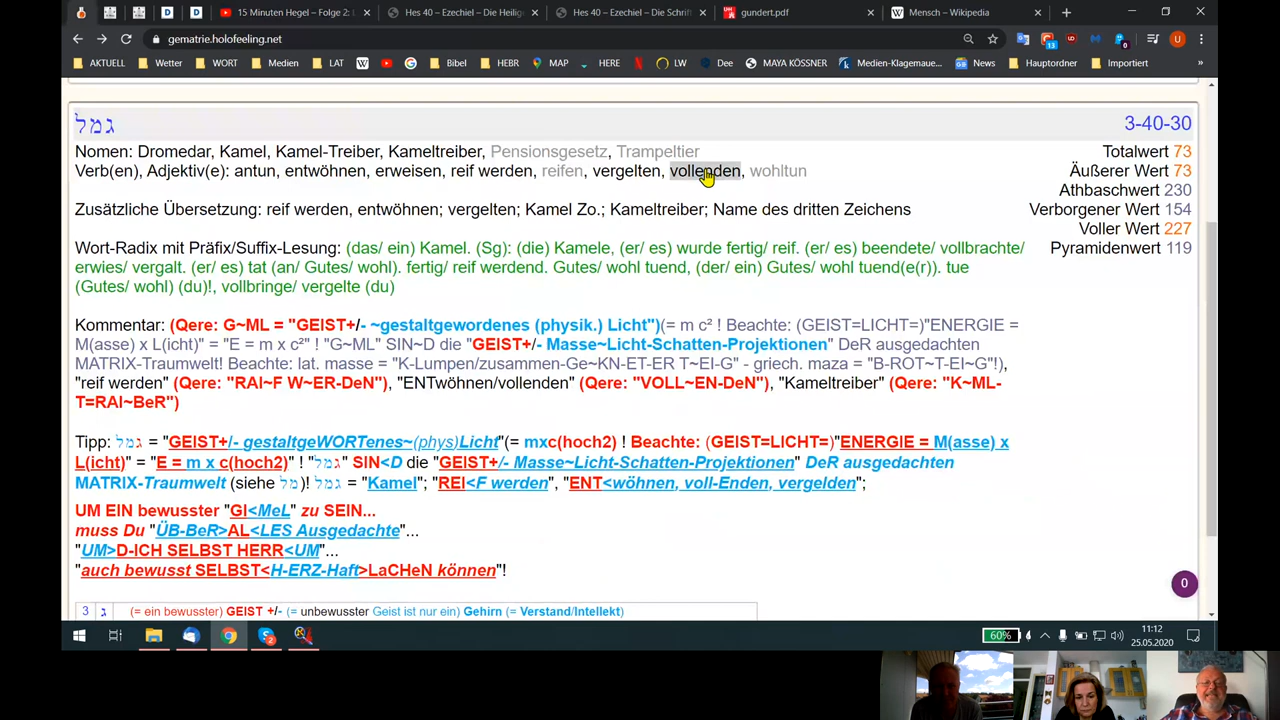 15 Minuten Hegel – Folge 2:
Hes 40 – Ezechiel – Die Heilig
Hes 40 – Ezechiel – Die Schrift
gundert.pdf
Mensch – Wikipedia
gematrie.holofeeling.net
AKTUELL Wetter WORT Medien LAT Bibel HEBR MAP HERE LW Dee MAYA KÖSSNER Medien-Klagemaue... News Hauptordner Importiert
גמל 3-40-30
Nomen: Dromedar, Kamel, Kamel-Treiber, Kameltreiber, Pensionsgesetz, Trampeltier
Verb(en), Adjektiv(e): antun, entwöhnen, erweisen, reif werden, reifen, vergelten, vollenden, wohltun
Totalwert 73
Äußerer Wert 73
Athbaschwert 230
Verborgener Wert 154
Voller Wert 227
Pyramidenwert 119
Zusätzliche Übersetzung: reif werden, entwöhnen; vergelten; Kamel Zo.; Kameltreiber; Name des dritten Zeichens
Wort-Radix mit Präfix/Suffix-Lesung: (das/ ein) Kamel. (Sg): (die) Kamele, (er/ es) wurde fertig/ reif. (er/ es) beendete/ vollbrachte/
erwies/ vergalt. (er/ es) tat (an/ Gutes/ wohl). fertig/ reif werdend. Gutes/ wohl tuend, (der/ ein) Gutes/ wohl tuend(e(r)). tue
(Gutes/ wohl) (du)!, vollbringe/ vergelte (du)
Kommentar: (Qere: G~ML = "GEIST+/- ~gestaltgewordenes (physik.) Licht")(= m c² ! Beachte: (GEIST=LICHT=)"ENERGIE =
M(asse) x L(icht)" = "E = m x c²" ! "G~ML" SIN~D die "GEIST+/- Masse~Licht-Schatten-Projektionen" DeR ausgedachten
MATRIX-Traumwelt! Beachte: lat. masse = "K-Lumpen/zusammen-Ge~KN-ET-ER T~EI-G" - griech. maza = "B-ROT~T-EI~G"!),
"reif werden" (Qere: "RAI~F W~ER-DeN"), "ENTwöhnen/vollenden" (Qere: "VOLL~EN-DeN"), "Kameltreiber" (Qere: "K~ML-
T=RAI~BeR")
Tipp: גמל = "GEIST+/- gestaltgeWORTenes~(phys)Licht"(= mxc(hoch2) ! Beachte: (GEIST=LICHT=)"ENERGIE = M(asse) x
L(icht)" = "E = m x c(hoch2)" ! "גמל" SIN<D die "GEIST+/- Masse~Licht-Schatten-Projektionen" DeR ausgedachten
MATRIX-Traumwelt (siehe מל)! גמל = "Kamel"; "REI<F werden", "ENT<wöhnen, voll-Enden, vergelden";
UM EIN bewusster "GI<MeL" zu SEIN...
muss Du "ÜB-BeR>AL<LES Ausgedachte"...
"UM>D-ICH SELBST HERR<UM"...
"auch bewusst SELBST<H-ERZ-Haft>LaCHeN können"!
0
3 ג (= ein bewusster) GEIST +/- (= unbewusster Geist ist nur ein) Gehirn (= Verstand/Intellekt)
60%
11:12
25.05.2020